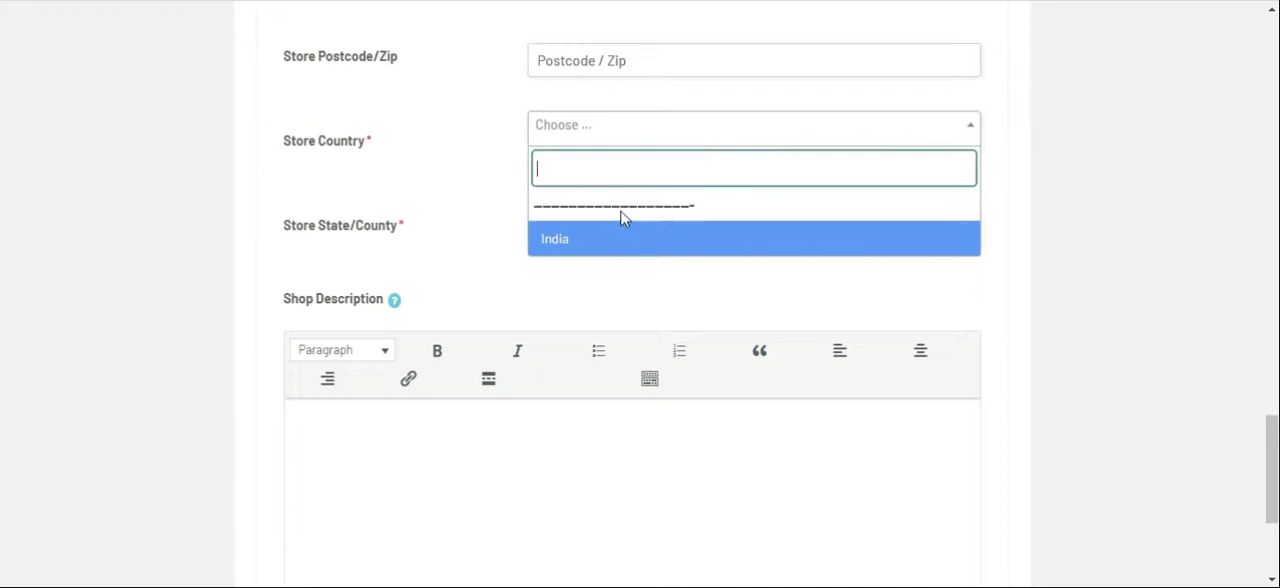 Store Postcode/Zip
Postcode / Zip
Choose ...
Store Country*
-------------------
Store State/County*
India
Shop Description ?
Paragraph
B I